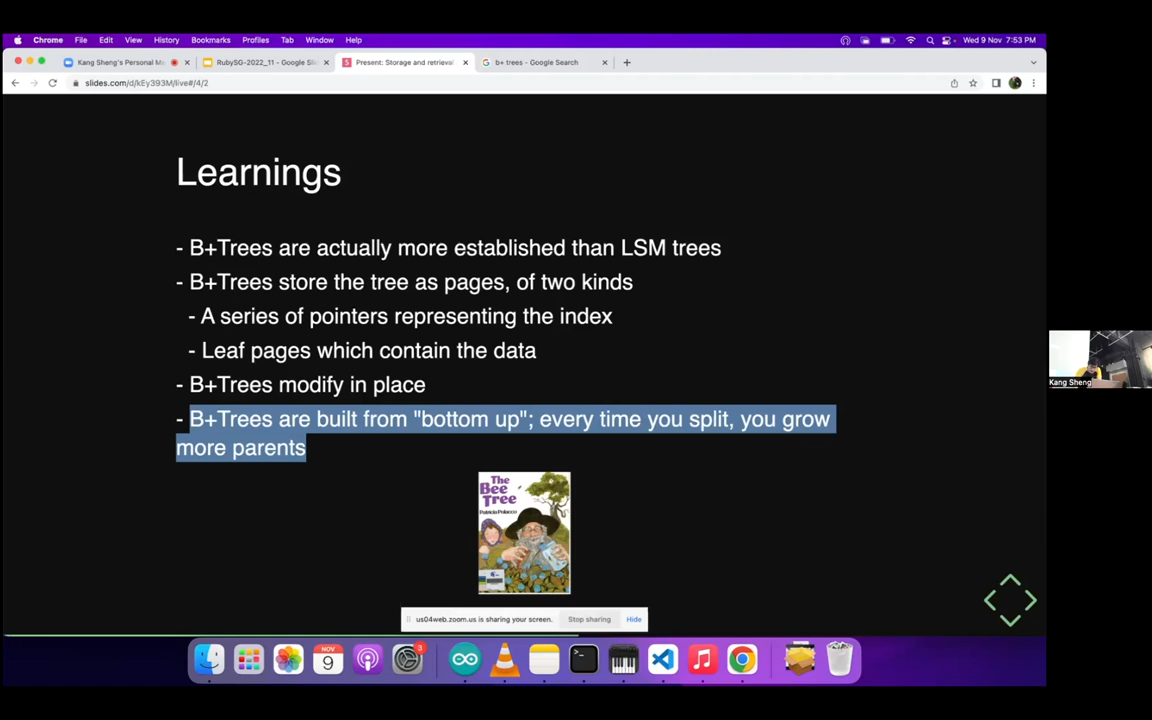 Chrome File Edit View History Bookmarks Profiles Tab Window Help Wed 9 Nov 7:53 PM
Kang Sheng's Personal Me RubySG-2022_11 - Google Sli Present: Storage and retrieval b+ trees - Google Search
slides.com/d/kEy393M/live#/4/2
Learnings
- B+Trees are actually more established than LSM trees
- B+Trees store the tree as pages, of two kinds
- A series of pointers representing the index
- Leaf pages which contain the data
- B+Trees modify in place
- B+Trees are built from "bottom up"; every time you split, you grow
more parents
The
Bee
Tree
Patricia Polacco
Kang Sheng
us04web.zoom.us is sharing your screen. Stop sharing Hide
NOV
9
3